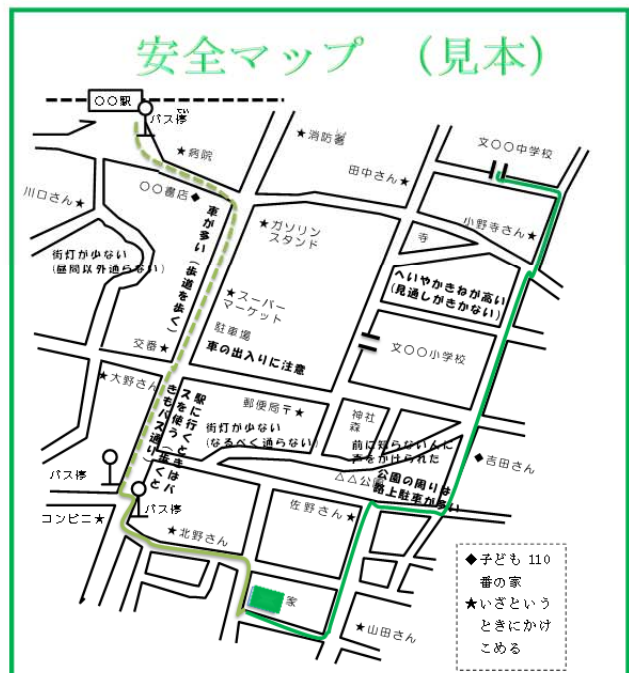 安全マップ (見本)
〇〇駅
バス停
てい
★病院
★消防署
文〇〇中学校
田中さん★
川口さん★
〇〇書店◆
小野寺さん★
車が多い(歩道を歩く)
★ガソリン
スタンド
寺
街灯が少ない
(昼間以外通らない)
へいやかきねが高い
(見通しがきかない)
★スーパー
マーケット
駐車場
車の出入りに注意
交番★
文〇〇小学校
★大野さん
駅に行くときはバ
スを使う(歩くと
きもバス通り)
郵便局〒★
街灯が少ない
(なるべく通らない)
神社
森
前に知らない人に
声をかけられた
◆吉田さん
バス停
△△公園
公園の周りは
路上駐車が多い
バス停
コンビニ★
佐野さん★
★北野さん
家
★山田さん
◆子ども 110
番の家
★いざという
ときにかけ
こめる